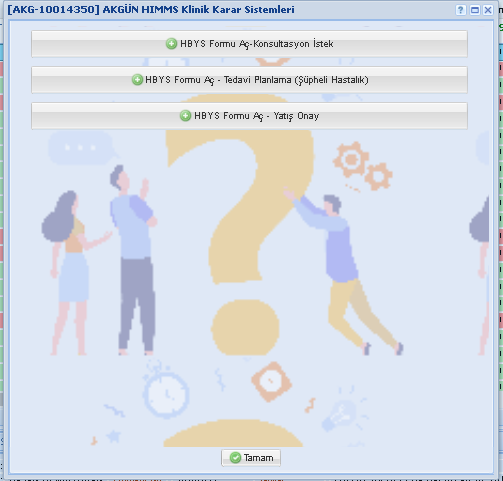 [AKG-10014350] AKGÜN HIMMS Klinik Karar Sistemleri
HBYS Formu Aç-Konsultasyon İstek
HBYS Formu Aç - Tedavi Planlama (Şüpheli Hastalık)
HBYS Formu Aç - Yatış Onay
Tamam